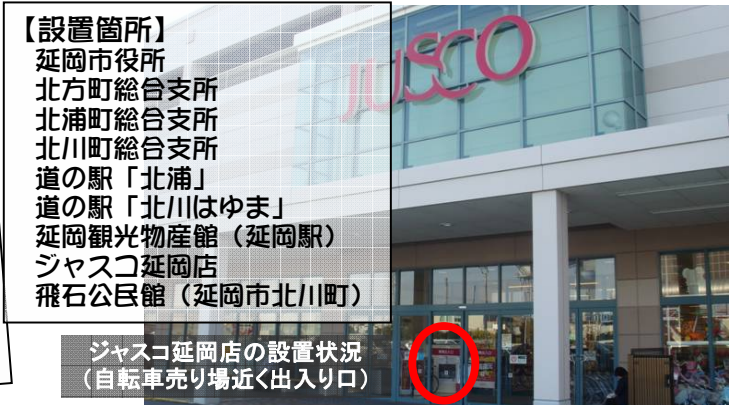 【設置箇所】
延岡市役所
北方町総合支所
北浦町総合支所
北川町総合支所
道の駅「北浦」
道の駅「北川はゆま」
延岡観光物産館（延岡駅）
ジャスコ延岡店
飛石公民館（延岡市北川町）
JUSCO
ジャスコ延岡店の設置状況
（自転車売り場近く出入り口）